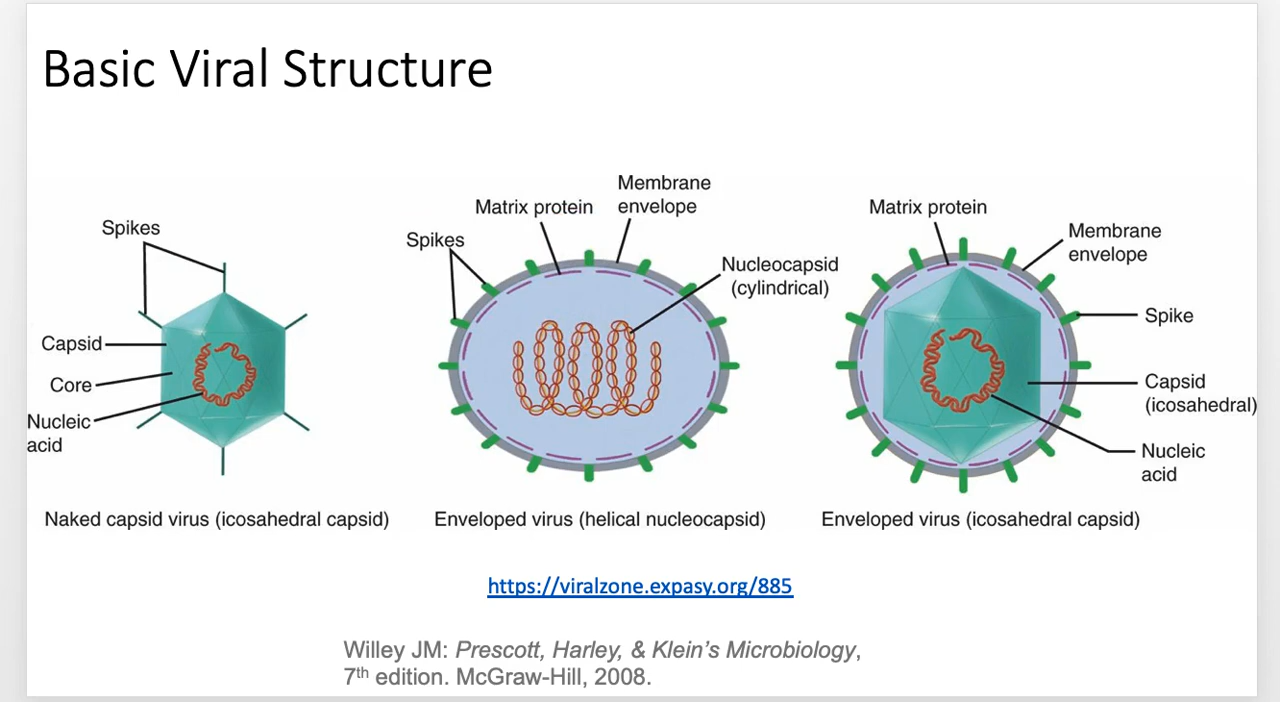 Basic Viral Structure
Spikes
Capsid
Core
Nucleic
acid
Naked capsid virus (icosahedral capsid)
Membrane
envelope
Matrix protein
Spikes
Nucleocapsid
(cylindrical)
Enveloped virus (helical nucleocapsid)
Matrix protein
Membrane
envelope
Spike
Capsid
(icosahedral)
Nucleic
acid
Enveloped virus (icosahedral capsid)
https://viralzone.expasy.org/885
Willey JM: Prescott, Harley, & Klein’s Microbiology,
7th edition. McGraw-Hill, 2008.